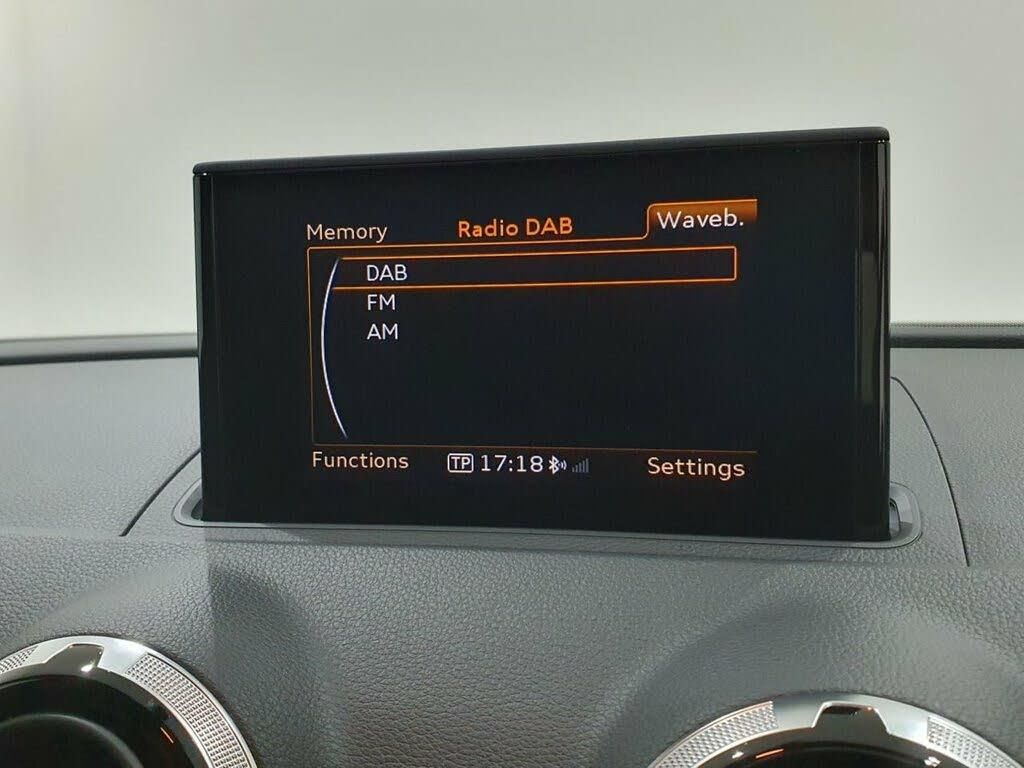 Memory Radio DAB Waveb.
DAB
FM
AM
Functions TP 17:18 Settings